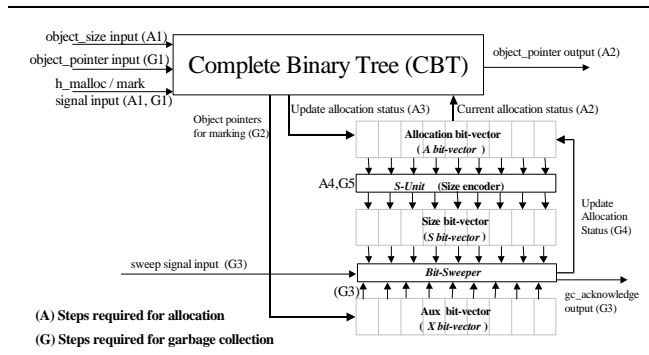 object_size input (A1)
object_pointer input (G1)
h_malloc / mark
signal input (A1, G1)
Complete Binary Tree (CBT)
object_pointer output (A2)
Object pointers
for marking (G2)
Update allocation status (A3)
Current allocation status (A2)
Allocation bit-vector
( A bit-vector )
A4,G5
S-Unit (Size encoder)
Size bit-vector
(S bit-vector )
Update
Allocation
Status (G4)
sweep signal input (G3)
Bit-Sweeper
(G3)
gc_acknowledge
output (G3)
Aux bit-vector
( X bit-vector )
(A) Steps required for allocation
(G) Steps required for garbage collection